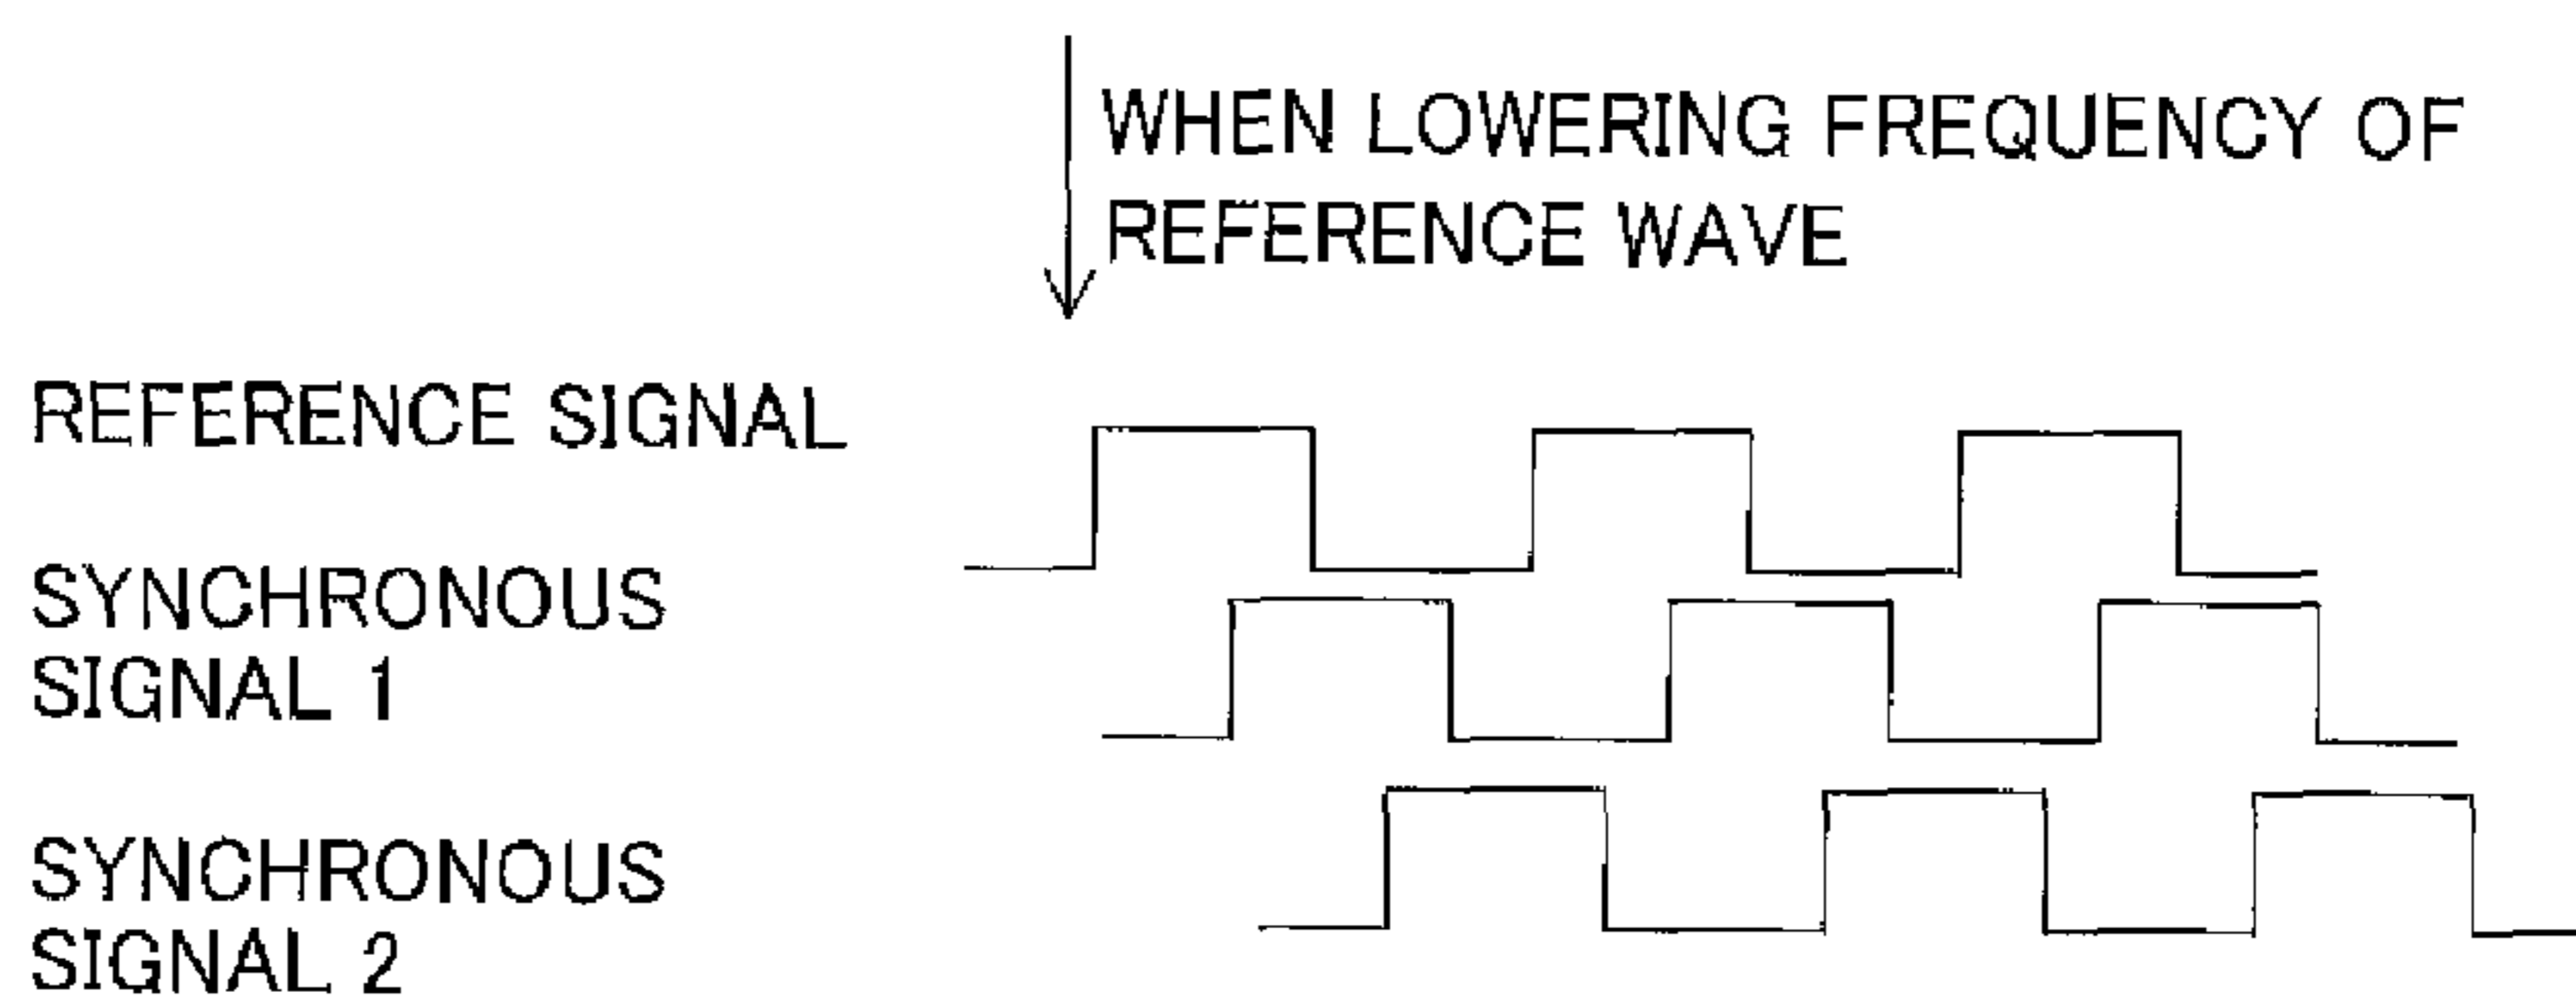 WHEN LOWERING FREQUENCY OF
REFERENCE WAVE
REFERENCE SIGNAL
SYNCHRONOUS
SIGNAL 1
SYNCHRONOUS
SIGNAL 2